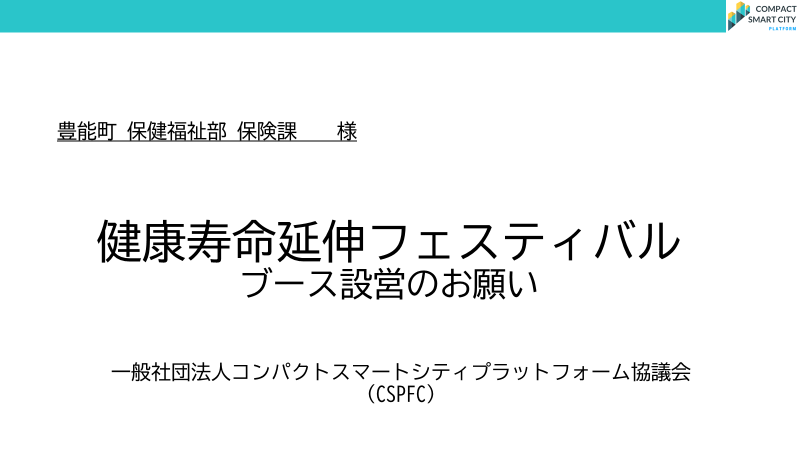 COMPACT
SMART CITY
PLATFORM
豊能町 保健福祉部 保険課　　様
健康寿命延伸フェスティバル
ブース設営のお願い
一般社団法人コンパクトスマートシティプラットフォーム協議会
（CSPFC）